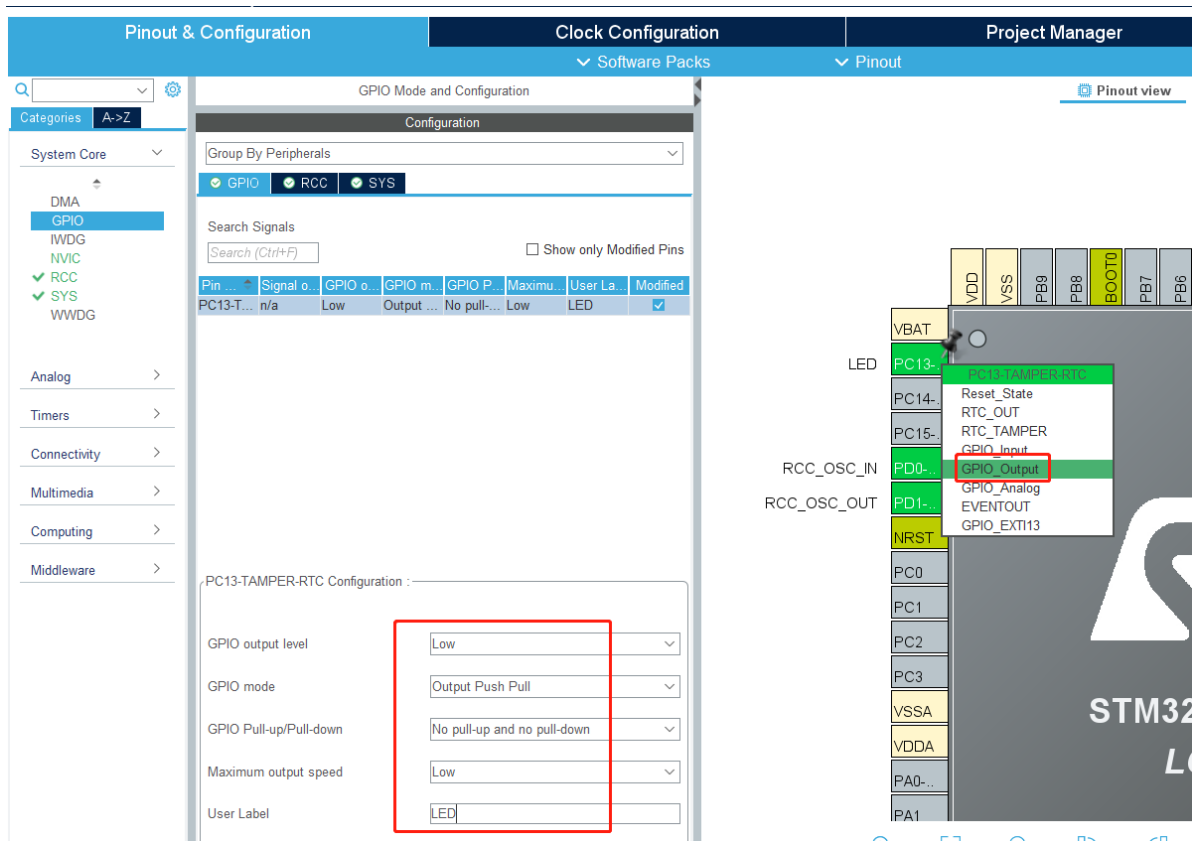 Pinout & Configuration
Clock Configuration
Project Manager
Software Packs
Pinout
Categories
A->Z
System Core
DMA
GPIO
IWDG
NVIC
RCC
SYS
WWDG
Analog
Timers
Connectivity
Multimedia
Computing
Middleware
GPIO Mode and Configuration
Configuration
Group By Peripherals
GPIO
RCC
SYS
Search Signals
Search (Ctrl+F)
Show only Modified Pins
Pin ... Signal o... GPIO o... GPIO m... GPIO P... Maximu... User La... Modified
PC13-T... n/a Low Output ... No pull-... Low LED
PC13-TAMPER-RTC Configuration :
GPIO output level Low
GPIO mode Output Push Pull
GPIO Pull-up/Pull-down No pull-up and no pull-down
Maximum output speed Low
User Label LED
Pinout view
VDD
VSS
PB9
PB8
BOOT0
PB7
PB6
VBAT
LED PC13-..
PC14-..
PC15-..
RCC_OSC_IN PD0-..
RCC_OSC_OUT PD1-..
NRST
PC0
PC1
PC2
PC3
VSSA
VDDA
PA0-..
PA1
PC13-TAMPER-RTC
Reset_State
RTC_OUT
RTC_TAMPER
GPIO_Input
GPIO_Output
GPIO_Analog
EVENTOUT
GPIO_EXTI13
STM32